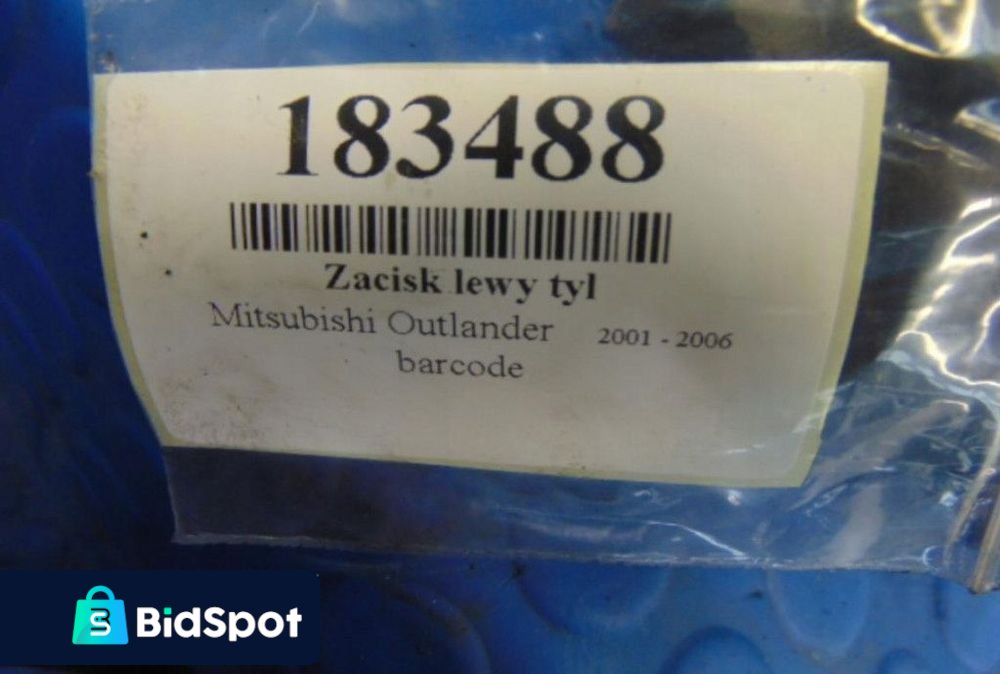 183488
Zacisk lewy tyl
Mitsubishi Outlander 2001 - 2006
barcode
BidSpot